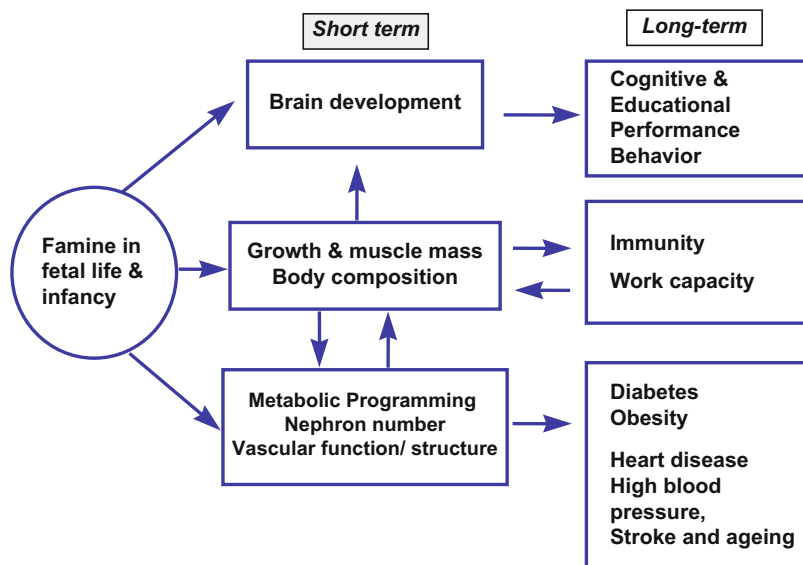 Short term
Long-term
Brain development
Cognitive &
Educational
Performance
Behavior
Famine in
fetal life &
infancy
Growth & muscle mass
Body composition
Immunity
Work capacity
Metabolic Programming
Nephron number
Vascular function/ structure
Diabetes
Obesity
Heart disease
High blood
pressure,
Stroke and ageing